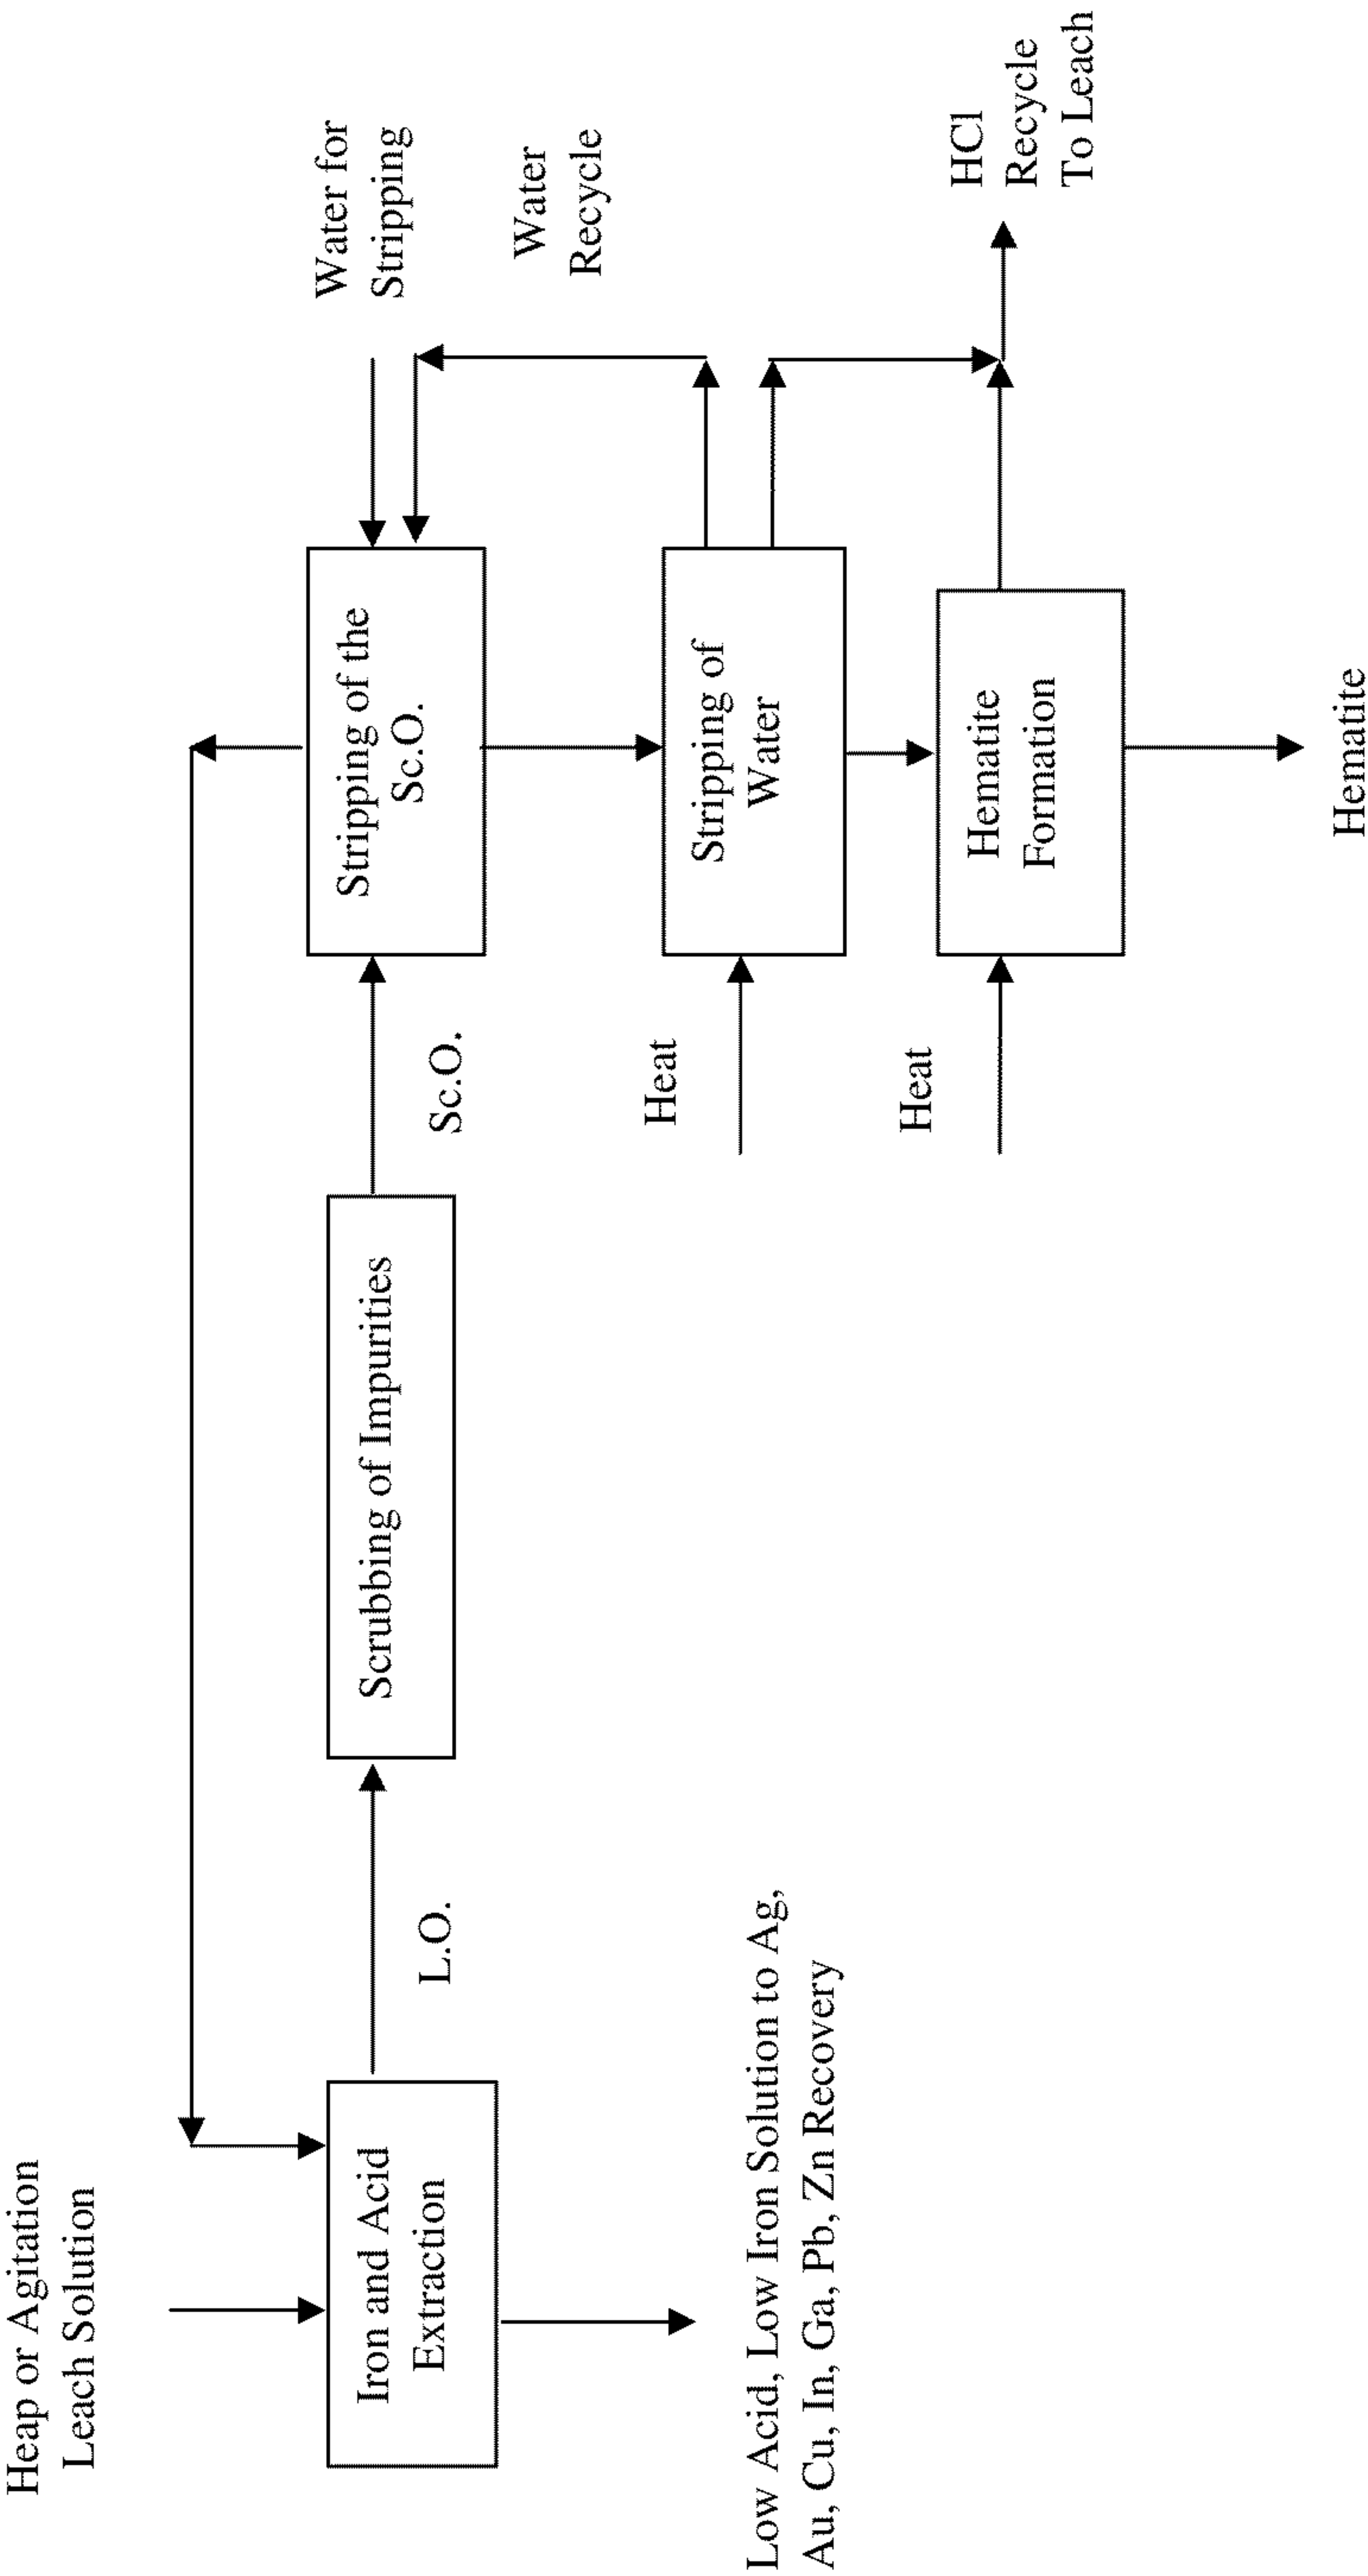 Heap or Agitation
Leach Solution
Iron and Acid
Extraction
L.O.
Scrubbing of Impurities
Sc.O.
Stripping of the
Sc.O.
Water for
Stripping
Water
Recycle
Heat
Stripping of
Water
Heat
Hematite
Formation
HCl
Recycle
To Leach
Low Acid, Low Iron Solution to Ag,
Au, Cu, In, Ga, Pb, Zn Recovery
Hematite